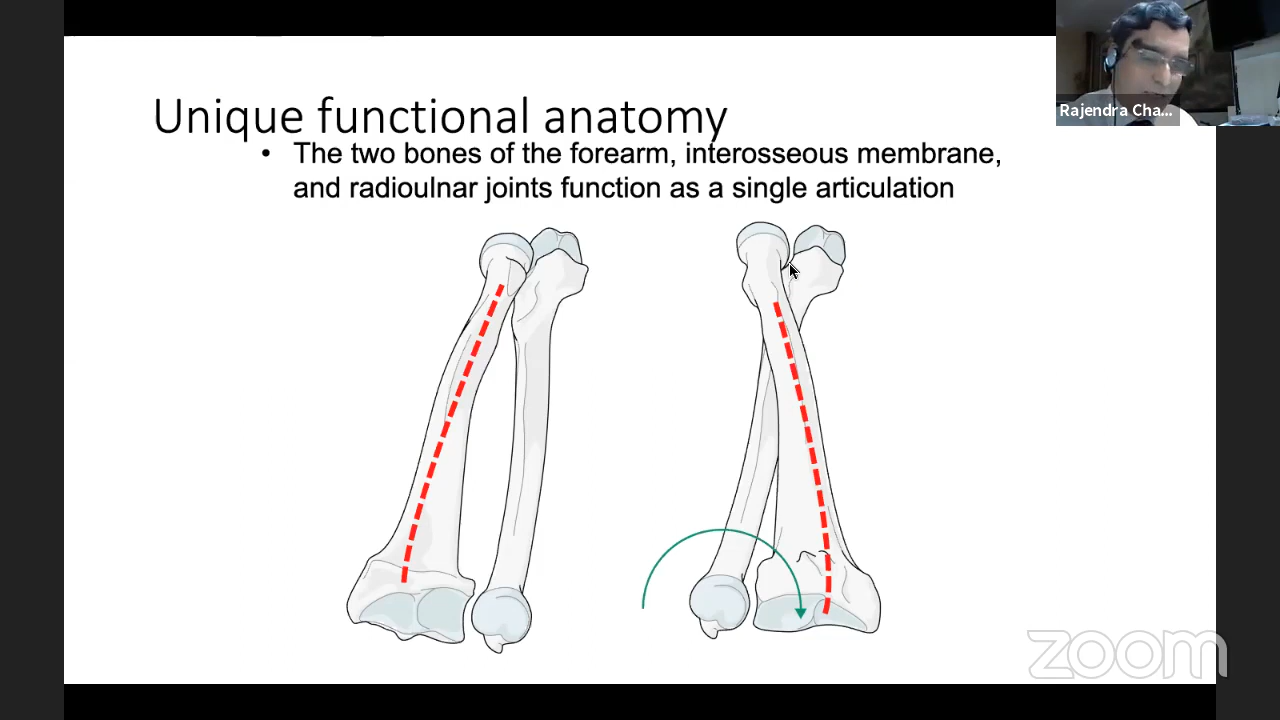 Unique functional anatomy
• The two bones of the forearm, interosseous membrane,
and radioulnar joints function as a single articulation
Rajendra Cha...
zoom